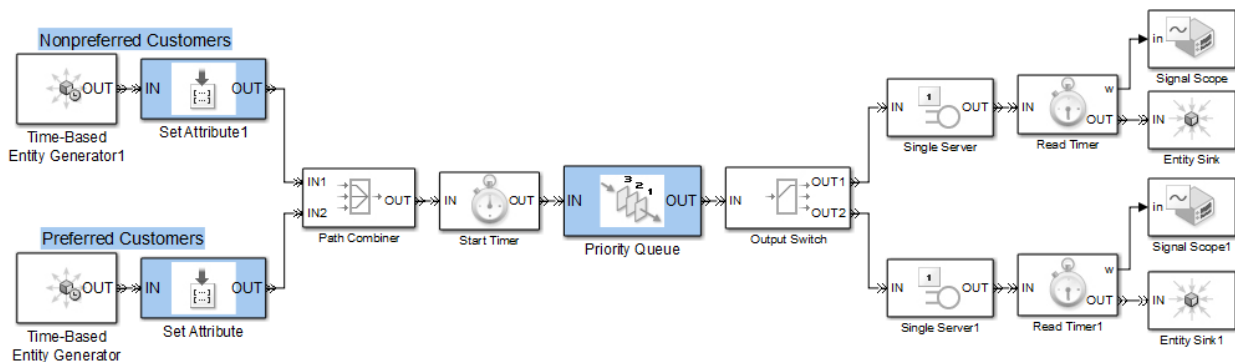 Nonpreferred Customers
OUT
Time-Based
Entity Generator1
IN
[...]
OUT
Set Attribute1
Preferred Customers
OUT
Time-Based
Entity Generator
IN
[...]
OUT
Set Attribute
IN1
IN2
OUT
Path Combiner
IN
OUT
Start Timer
IN
3
2
1
OUT
Priority Queue
IN
OUT1
OUT2
Output Switch
IN
1
OUT
Single Server
IN
w
OUT
Read Timer
in
Signal Scope
IN
Entity Sink
IN
1
OUT
Single Server1
IN
w
OUT
Read Timer1
in
Signal Scope1
IN
Entity Sink1